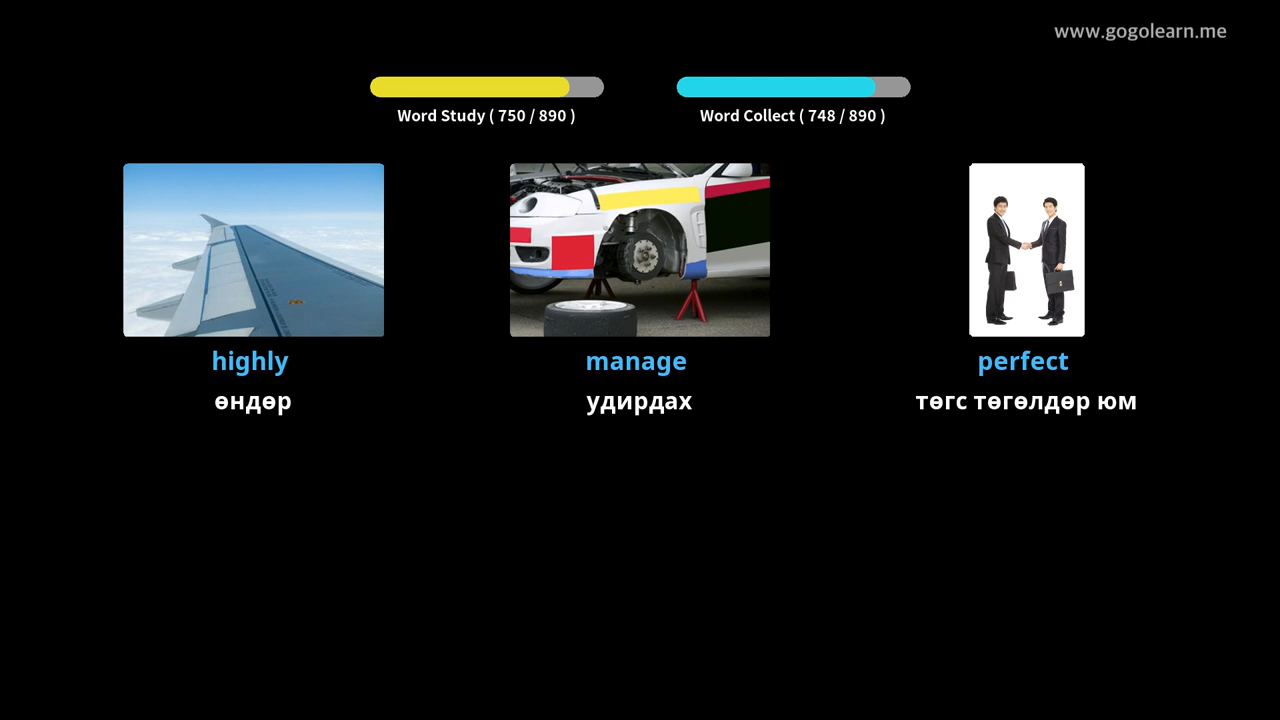 www.gogolearn.me
Word Study ( 750 / 890 )
Word Collect ( 748 / 890 )
highly
өндөр
manage
удирдах
perfect
төгс төгөлдөр юм